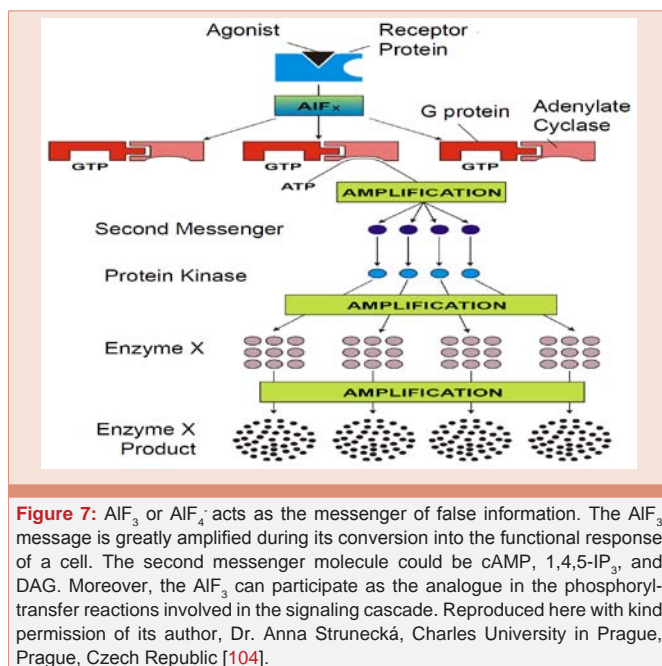 Agonist Receptor Protein
AlFx
G protein Adenylate Cyclase
GTP GTP GTP
ATP
AMPLIFICATION
Second Messenger
Protein Kinase
AMPLIFICATION
Enzyme X
AMPLIFICATION
Enzyme X
Product
Figure 7: AlF3 or AlF4- acts as the messenger of false information. The AlF3
message is greatly amplified during its conversion into the functional response
of a cell. The second messenger molecule could be cAMP, 1,4,5-IP3, and
DAG. Moreover, the AlF3 can participate as the analogue in the phosphoryl-
transfer reactions involved in the signaling cascade. Reproduced here with kind
permission of its author, Dr. Anna Strunecká, Charles University in Prague,
Prague, Czech Republic [104].